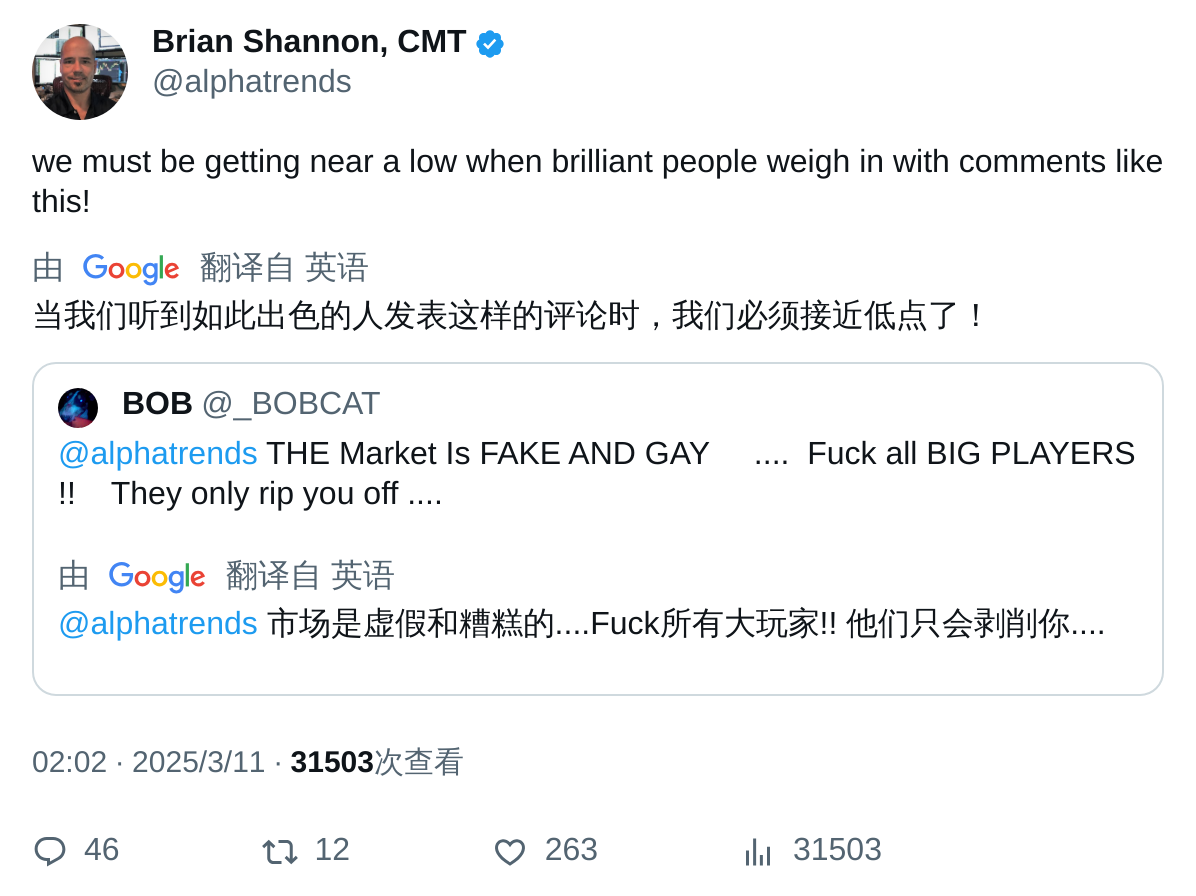 Brian Shannon, CMT
@alphatrends
we must be getting near a low when brilliant people weigh in with comments like
this!
由 Google 翻译自 英语
当我们听到如此出色的人发表这样的评论时，我们必须接近低点了！
BOB @_BOBCAT
@alphatrends THE Market Is FAKE AND GAY .... Fuck all BIG PLAYERS
!! They only rip you off ....
由 Google 翻译自 英语
@alphatrends 市场是虚假和糟糕的....Fuck所有大玩家!! 他们只会剥削你....
02:02 · 2025/3/11 · 31503次查看
46 12 263 31503